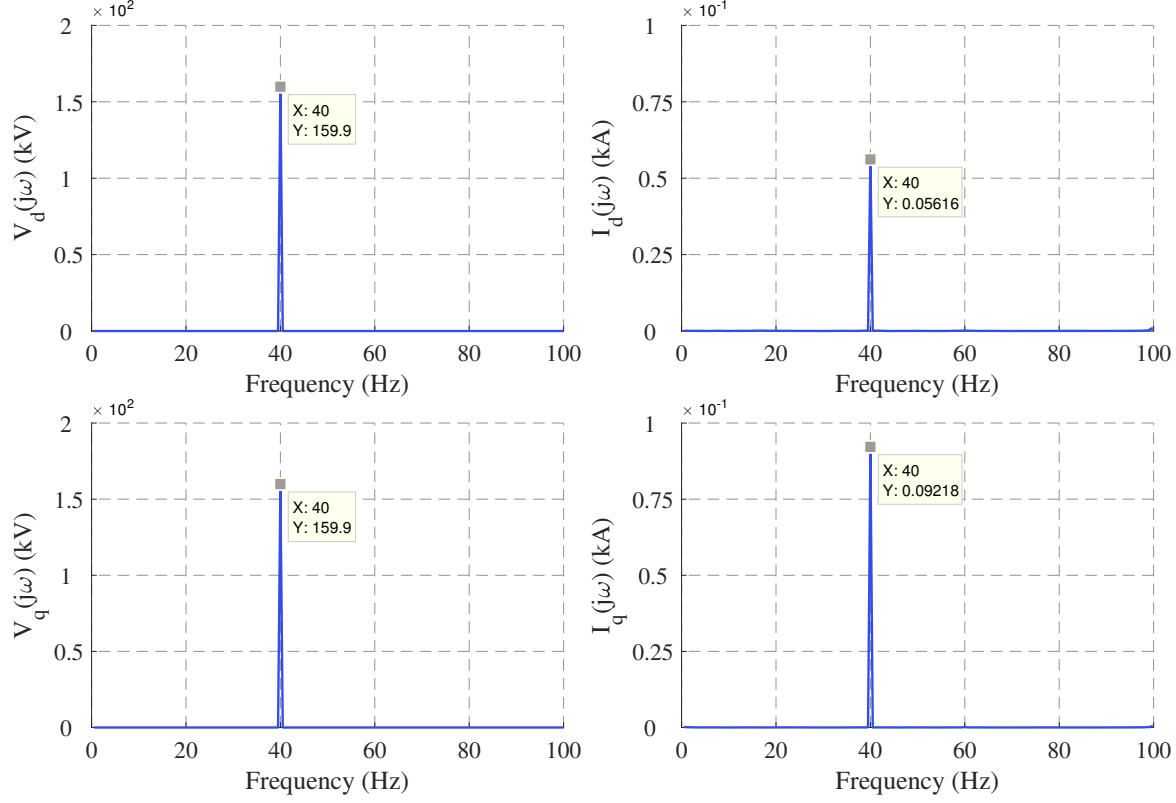 × 10²
2
1.5
1
0.5
0
V_d(jω) (kV)
X: 40
Y: 159.9
0 20 40 60 80 100
Frequency (Hz)
× 10⁻¹
1
0.75
0.5
0.25
0
I_d(jω) (kA)
X: 40
Y: 0.05616
0 20 40 60 80 100
Frequency (Hz)
× 10²
2
1.5
1
0.5
0
V_q(jω) (kV)
X: 40
Y: 159.9
0 20 40 60 80 100
Frequency (Hz)
× 10⁻¹
1
0.75
0.5
0.25
0
I_q(jω) (kA)
X: 40
Y: 0.09218
0 20 40 60 80 100
Frequency (Hz)